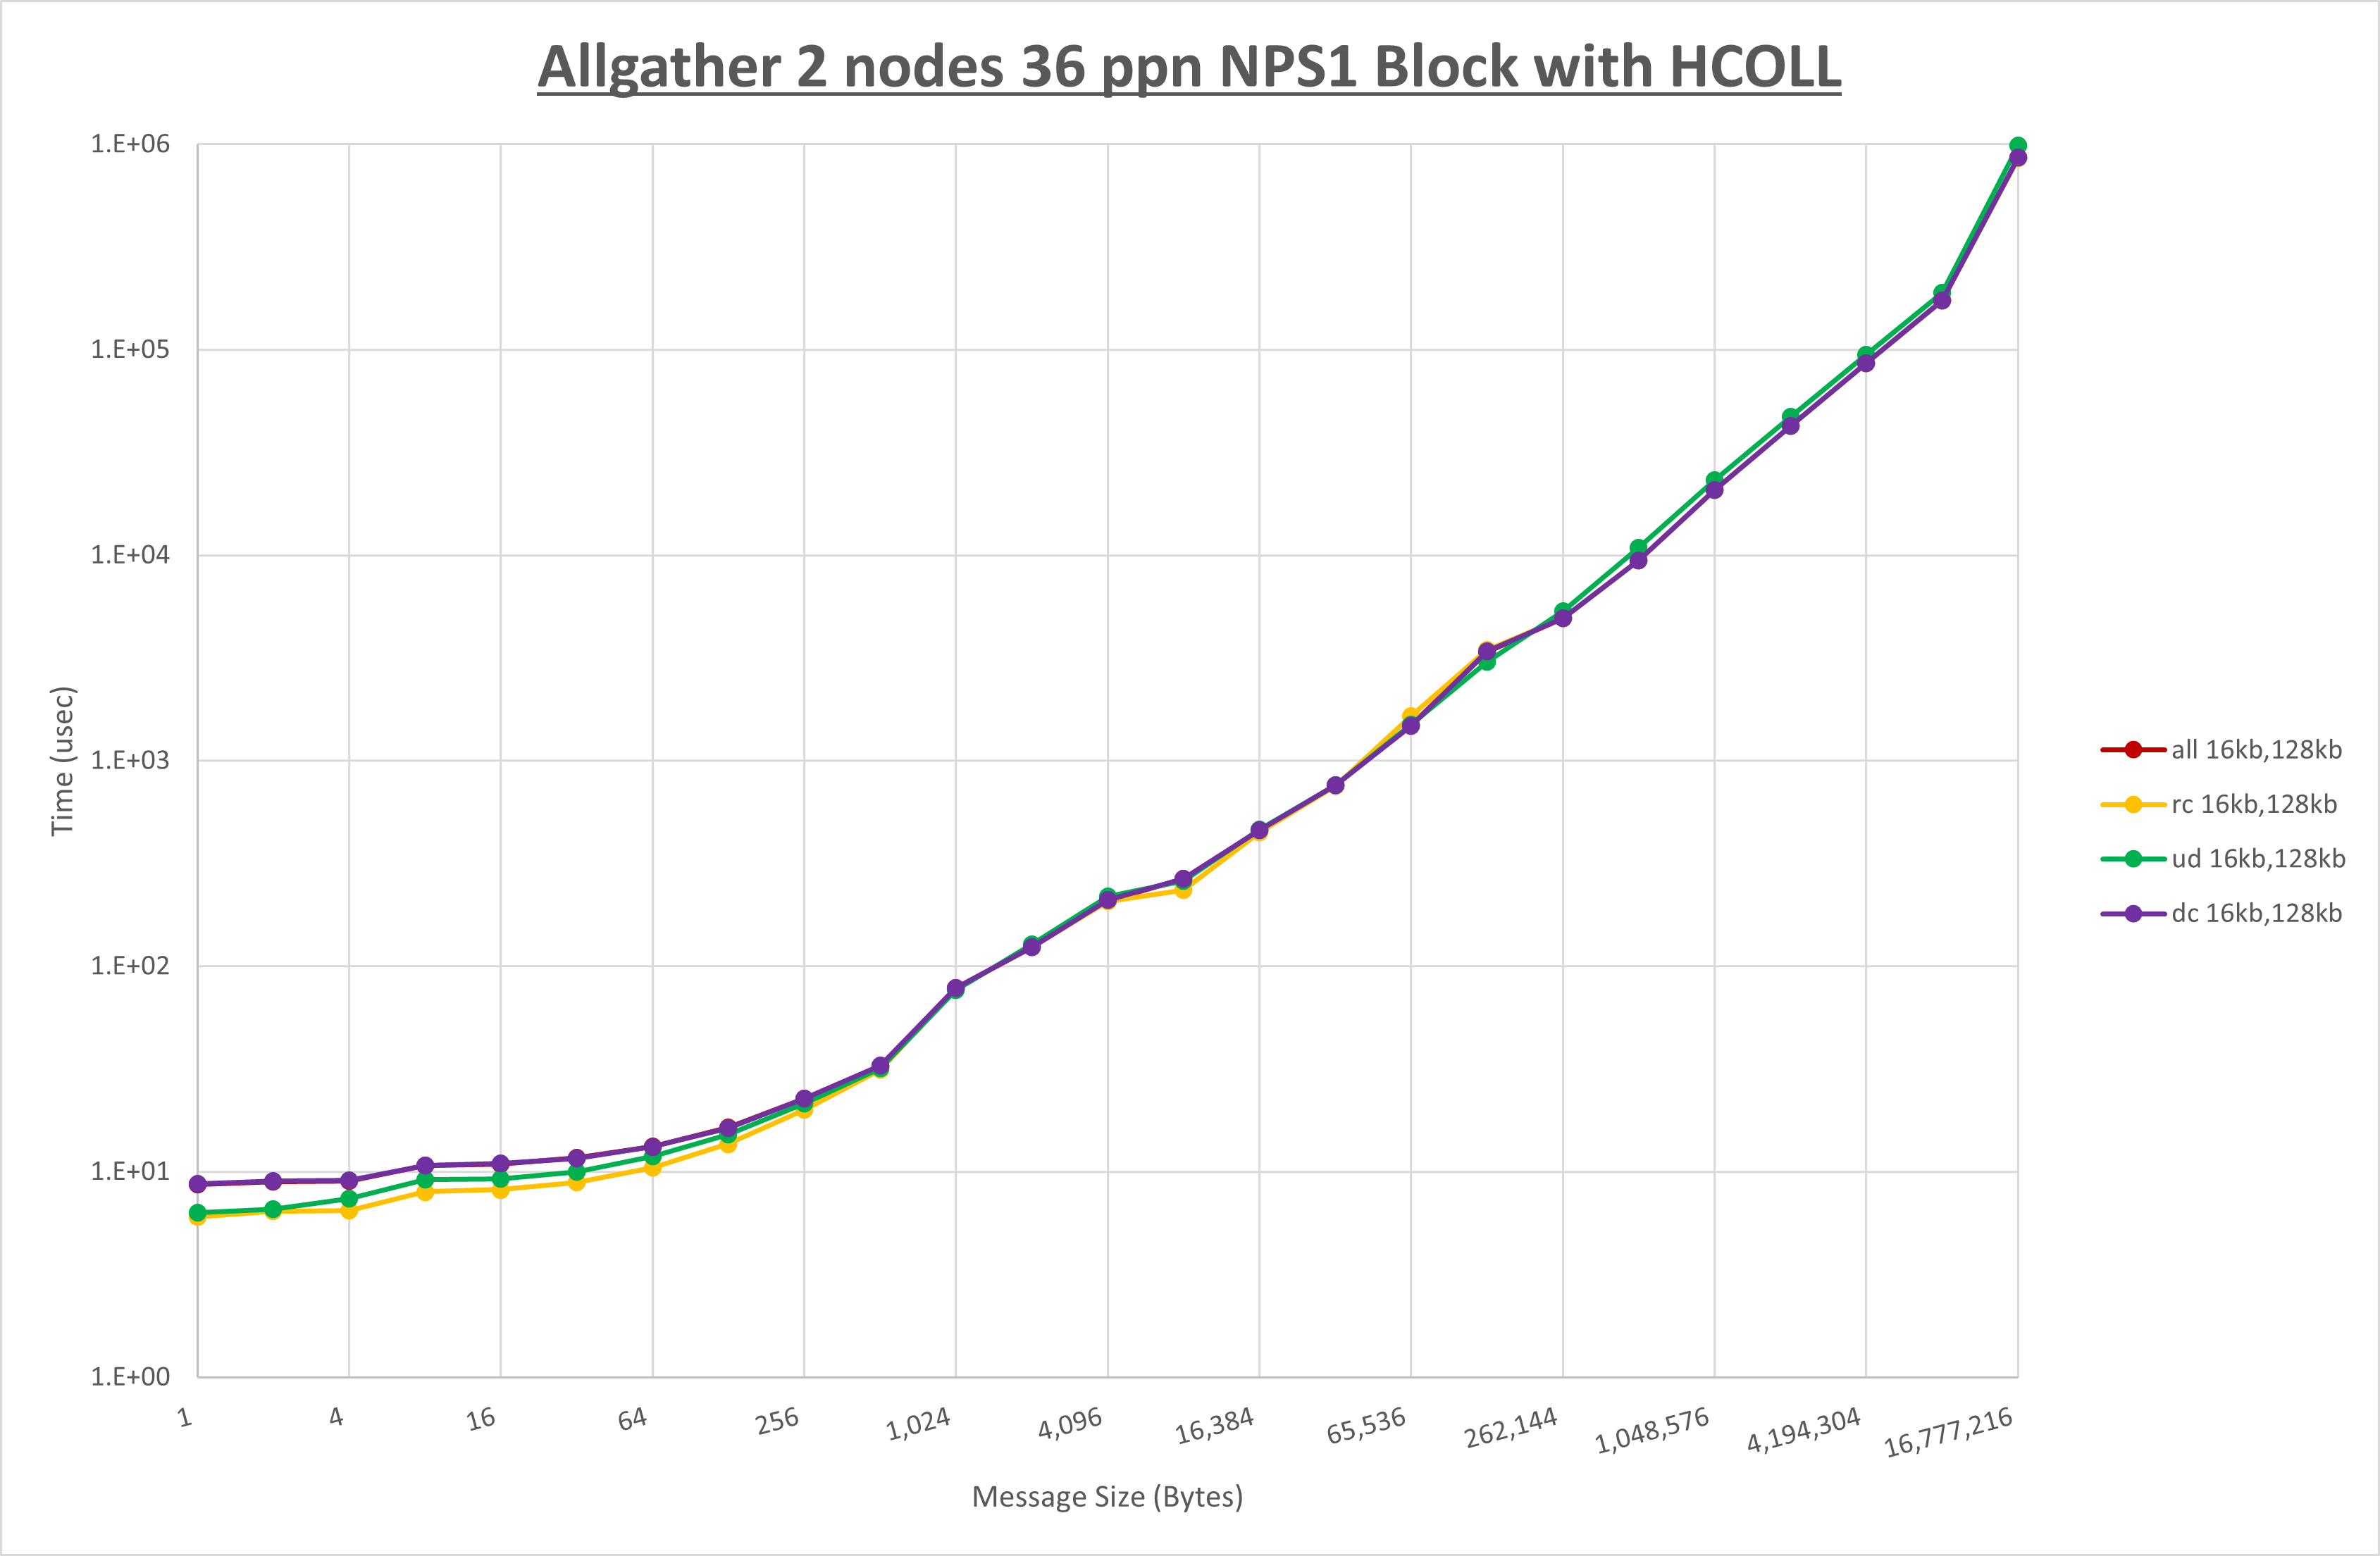 Allgather 2 nodes 36 ppn NPS1 Block with HCOLL
1.E+06
1.E+05
1.E+04
1.E+03
1.E+02
1.E+01
1.E+00
Time (usec)
1 4 16 64 256 1,024 4,096 16,384 65,536 262,144 1,048,576 4,194,304 16,777,216
Message Size (Bytes)
all 16kb,128kb
rc 16kb,128kb
ud 16kb,128kb
dc 16kb,128kb